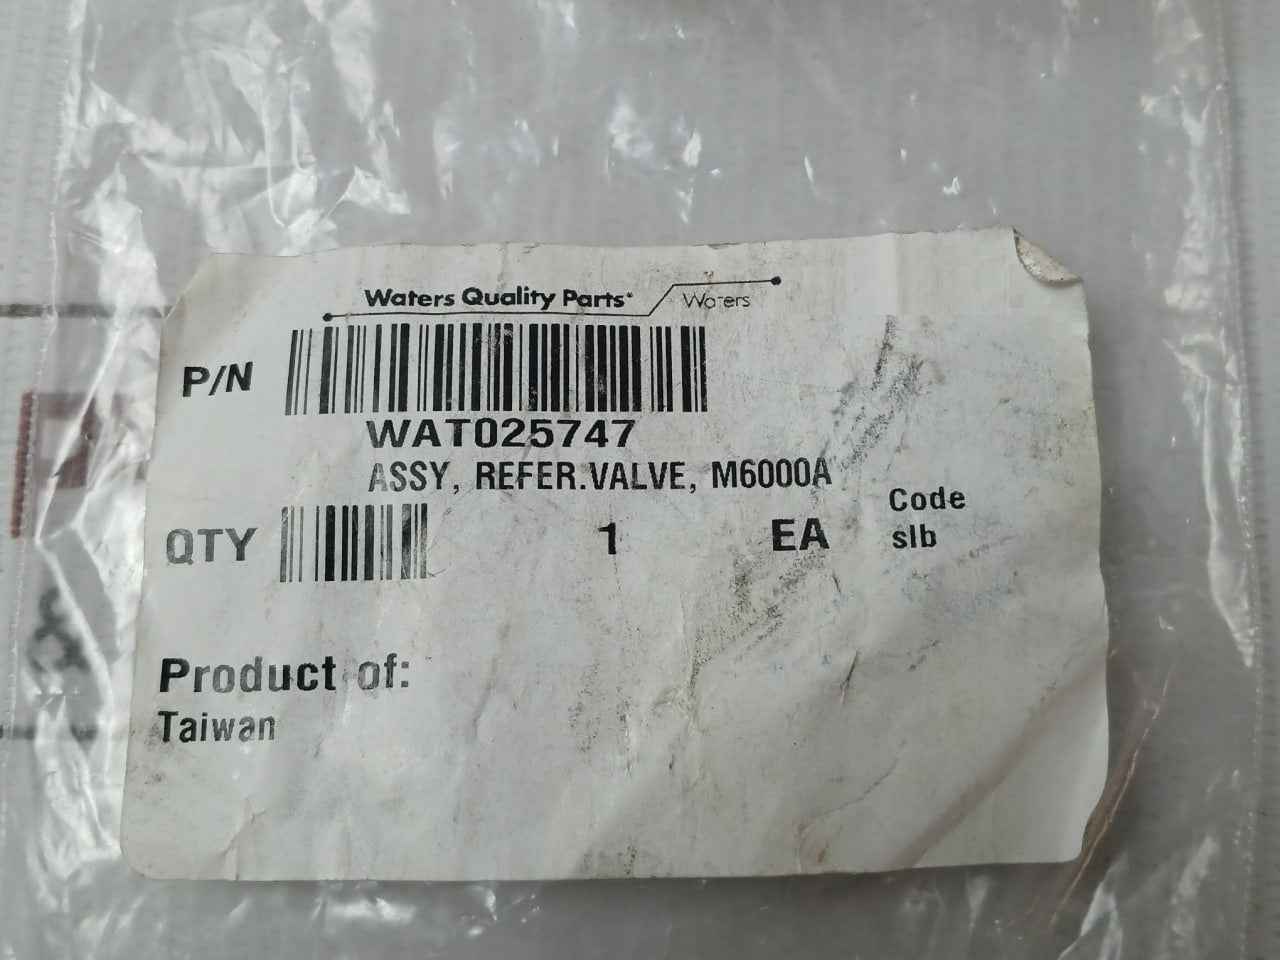 Waters Quality Parts Waters
P/N
WAT025747
ASSY, REFER.VALVE, M6000A
QTY 1 EA
Code
slb
Product of:
Taiwan